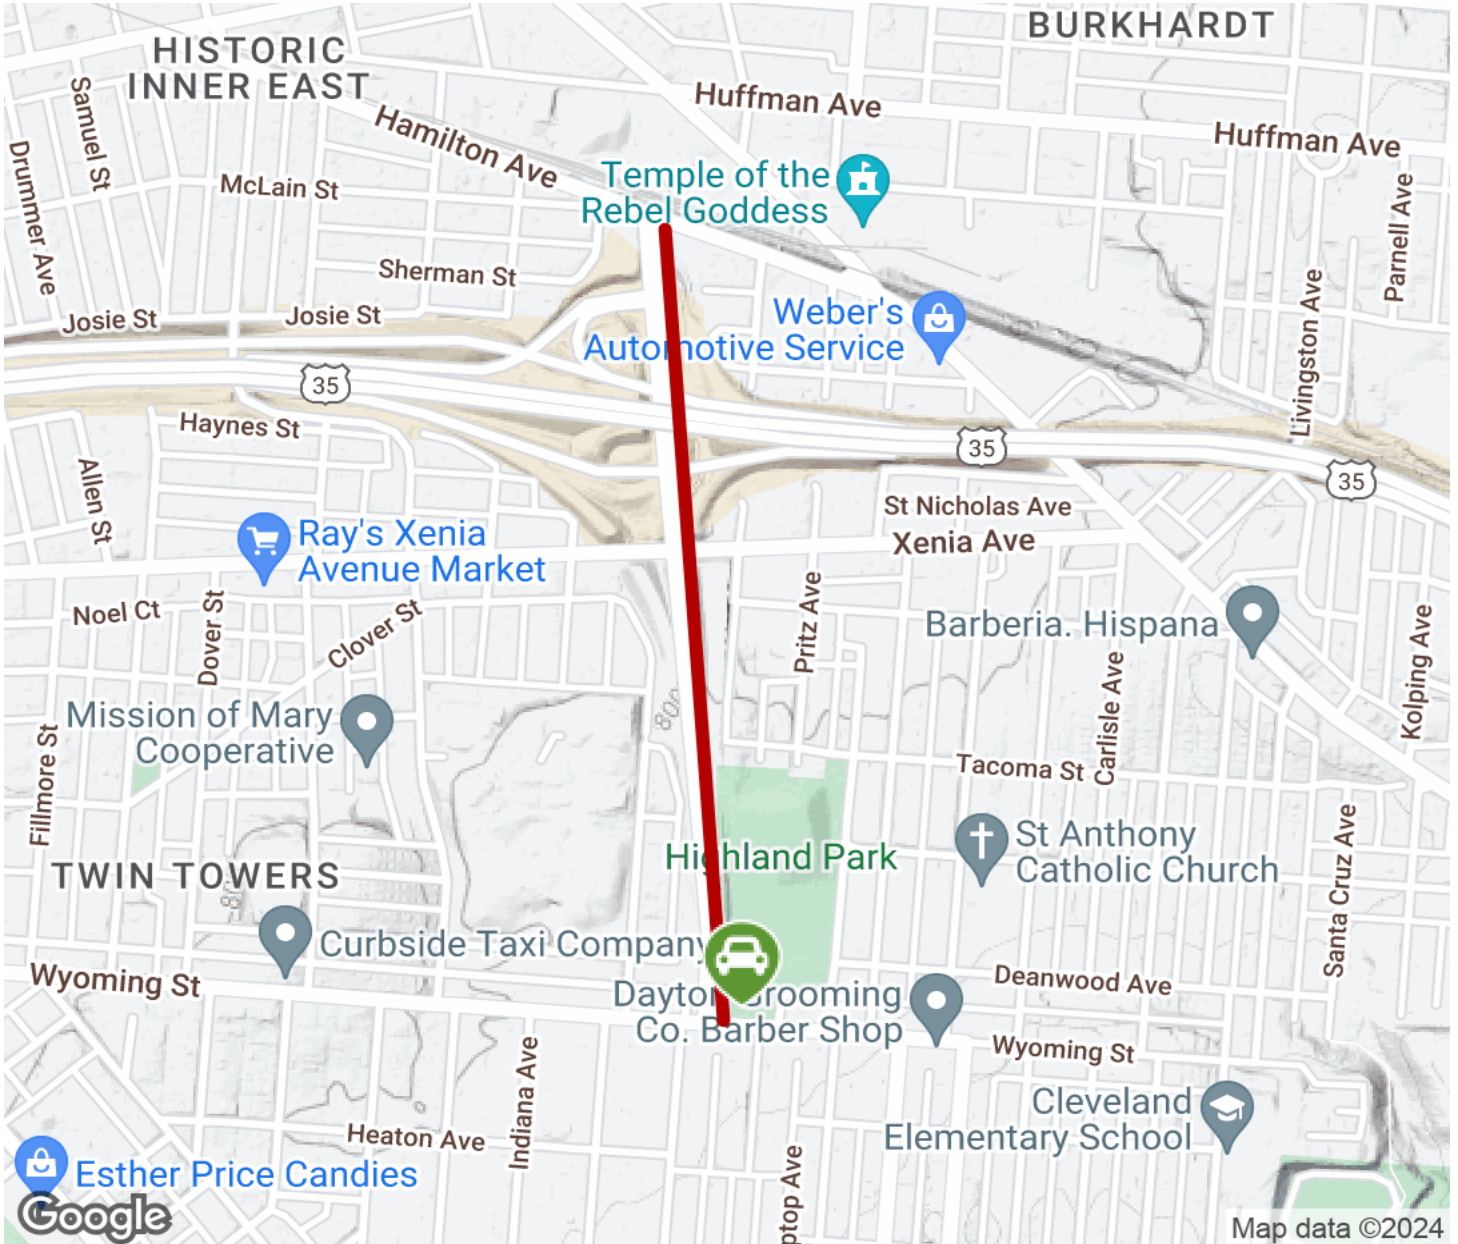 BURKHARDT
HISTORIC
INNER EAST
Samuel St
Huffman Ave
Hamilton Ave
Huffman Ave
Drummer Ave
McLain St
Temple of the
Rebel Goddess
Parnell Ave
Sherman St
Josie St
Josie St
Weber's
Automotive Service
Livingston Ave
35
Haynes St
35
35
Allen St
St Nicholas Ave
Xenia Ave
Ray's Xenia
Avenue Market
Noel Ct
Dover St
Clover St
Pritz Ave
Barberia. Hispana
Kolping Ave
Carlisle Ave
800
Mission of Mary
Cooperative
Fillmore St
Tacoma St
Highland Park
St Anthony
Catholic Church
Santa Cruz Ave
TWIN TOWERS
800
Curbside Taxi Company
Wyoming St
Deanwood Ave
Dayton Grooming
Co. Barber Shop
Wyoming St
Indiana Ave
Cleveland
Elementary School
Heaton Ave
Esther Price Candies
ptop Ave
Google
Map data ©2024